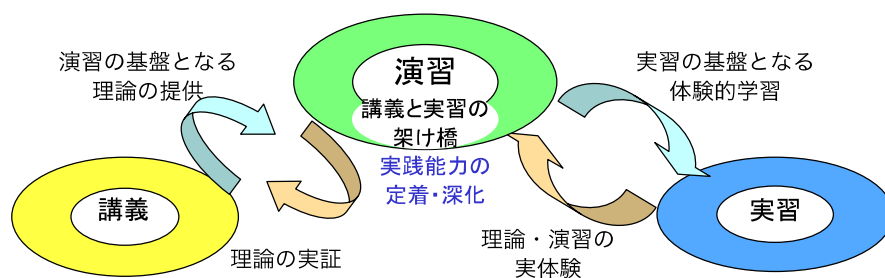 演習の基盤となる
理論の提供
演習
講義と実習の
架け橋
実践能力の
定着・深化
実習の基盤となる
体験的学習
講義
理論の実証
理論・演習の
実体験
実習